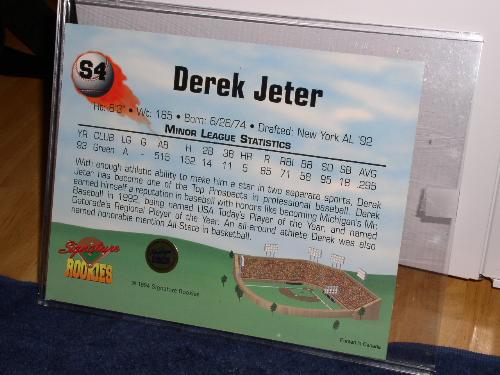 S4
Derek Jeter
Ht: 6'3" • Wt: 165 • Born: 6/26/74 • Drafted: New York AL '92
Minor League Statistics
YR CLUB LG G AB H 2B 3B HR R RBI BB SO SB AVG
93 Green A - 515 152 14 11 5 85 71 58 95 18 .295
With enough athletic ability to make him a star in two separate sports, Derek
Jeter has become one of the Top Prospects in professional baseball. Derek
earned himself a reputation in baseball with honors like becoming Michigan's Mr.
Baseball in 1992, being named USA Today's Player of the Year, and named
Gatorade's Regional Player of the Year. An all around athlete Derek was also
named honorable mention All State in basketball.
Signature
ROOKIES
© 1994 Signature Rookies
Printed in Canada